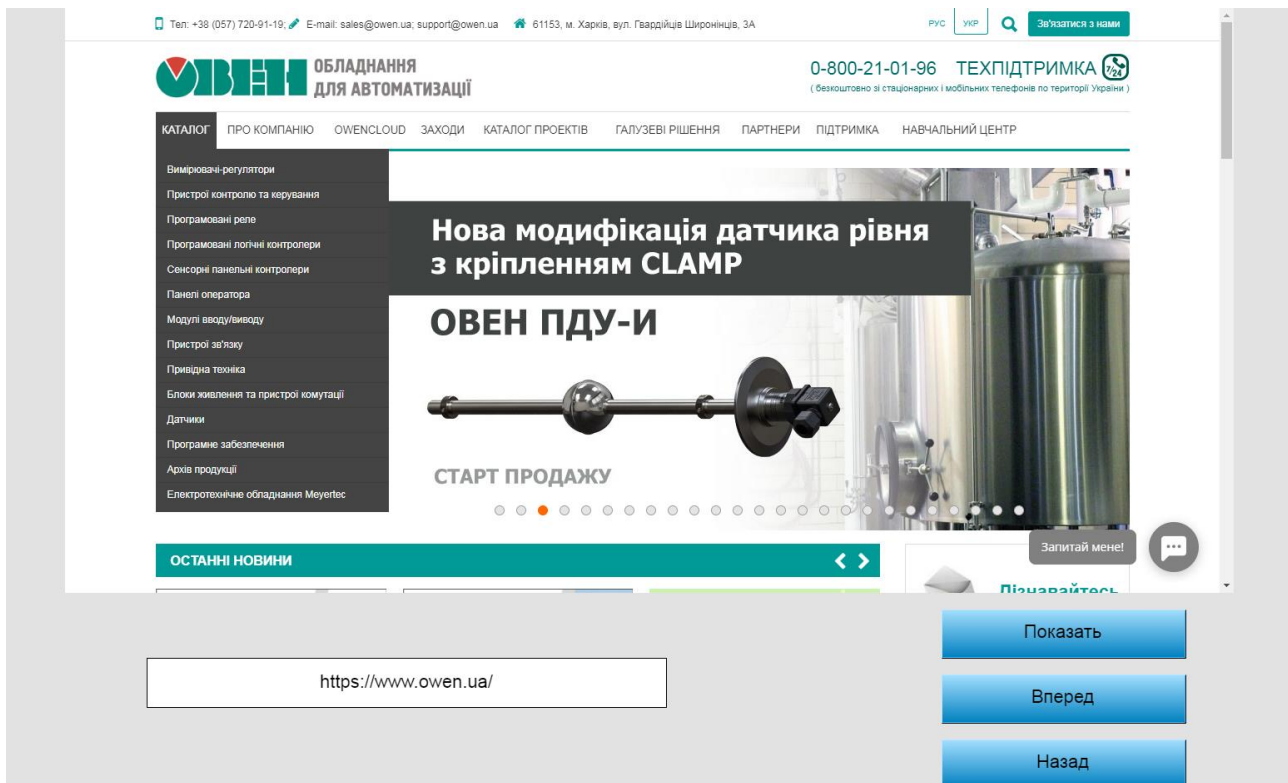 Тел: +38 (057) 720-91-19; E-mail: sales@owen.ua; support@owen.ua 61153, м. Харків, вул. Гвардійців Широнінців, 3А РУС УКР Зв'язатися з нами
ОВЕН ОБЛАДНАННЯ
ДЛЯ АВТОМАТИЗАЦІЇ
0-800-21-01-96 ТЕХПІДТРИМКА 7/24
( безкоштовно зі стаціонарних і мобільних телефонів по території України )
КАТАЛОГ ПРО КОМПАНІЮ OWENCLOUD ЗАХОДИ КАТАЛОГ ПРОЕКТІВ ГАЛУЗЕВІ РІШЕННЯ ПАРТНЕРИ ПІДТРИМКА НАВЧАЛЬНИЙ ЦЕНТР
Вимірювачі-регулятори
Пристрої контролю та керування
Програмовані реле
Програмовані логічні контролери
Сенсорні панельні контролери
Панелі оператора
Модулі вводу/виводу
Пристрої зв'язку
Привідна техніка
Блоки живлення та пристрої комутації
Датчики
Програмне забезпечення
Архів продукції
Електротехнічне обладнання Meyertec
Нова модифікація датчика рівня
з кріпленням CLAMP
ОВЕН ПДУ-И
СТАРТ ПРОДАЖУ
ОСТАННІ НОВИНИ
Запитай мене!
Дізнавайтесь
Показать
https://www.owen.ua/
Вперед
Назад